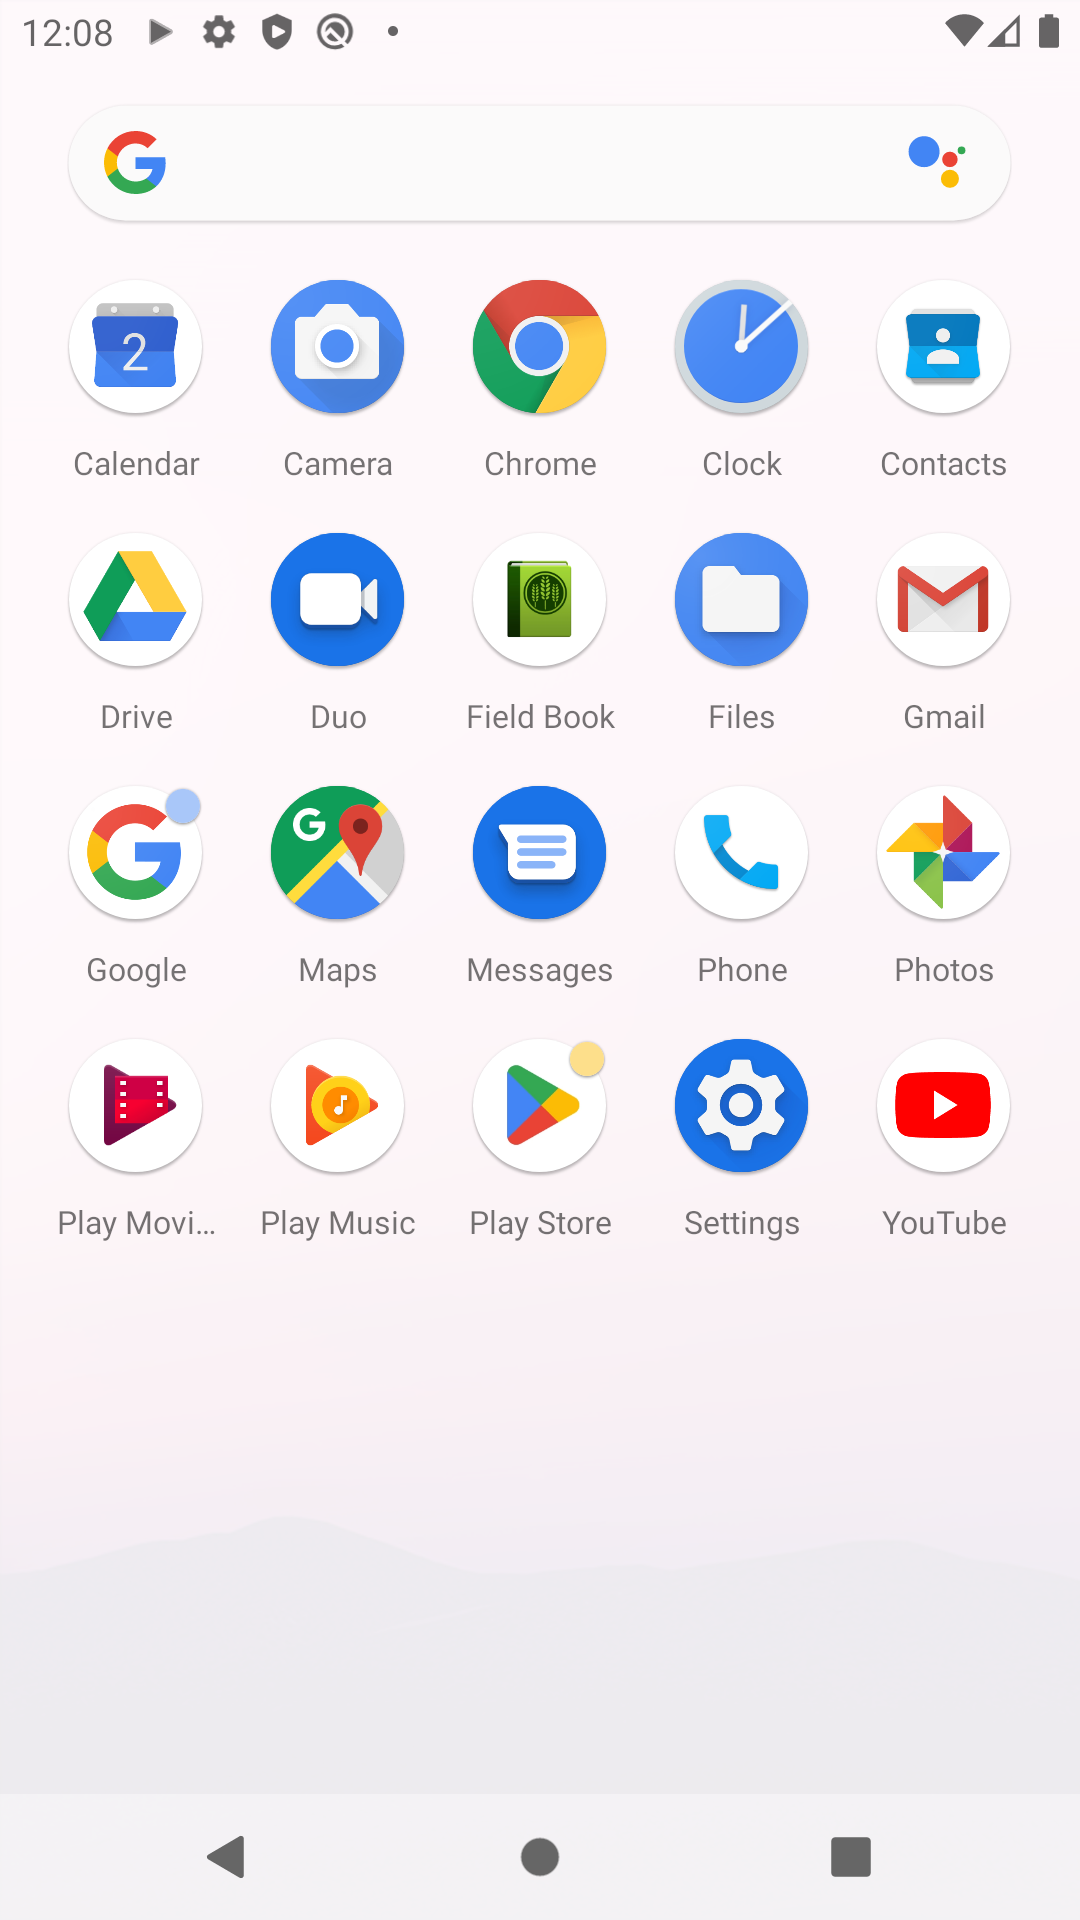 12:08
2
Calendar
Camera
Chrome
Clock
Contacts
Drive
Duo
Field Book
Files
Gmail
Google
Maps
Messages
Phone
Photos
Play Movi…
Play Music
Play Store
Settings
YouTube